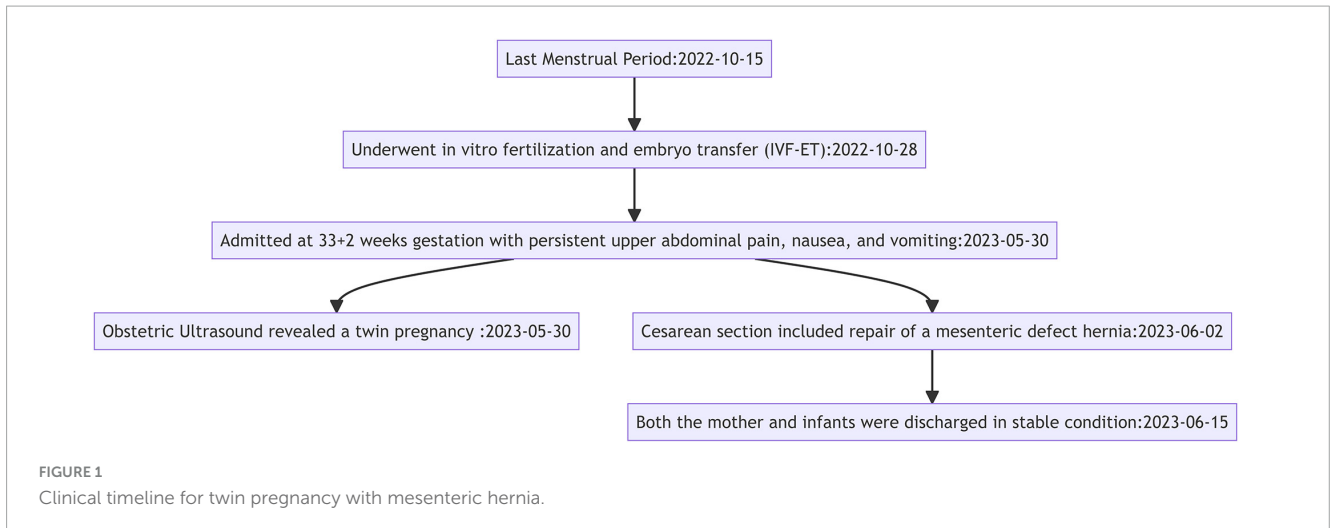 Last Menstrual Period:2022-10-15
Underwent in vitro fertilization and embryo transfer (IVF-ET):2022-10-28
Admitted at 33+2 weeks gestation with persistent upper abdominal pain, nausea, and vomiting:2023-05-30
Obstetric Ultrasound revealed a twin pregnancy :2023-05-30
Cesarean section included repair of a mesenteric defect hernia:2023-06-02
Both the mother and infants were discharged in stable condition:2023-06-15
FIGURE 1
Clinical timeline for twin pregnancy with mesenteric hernia.